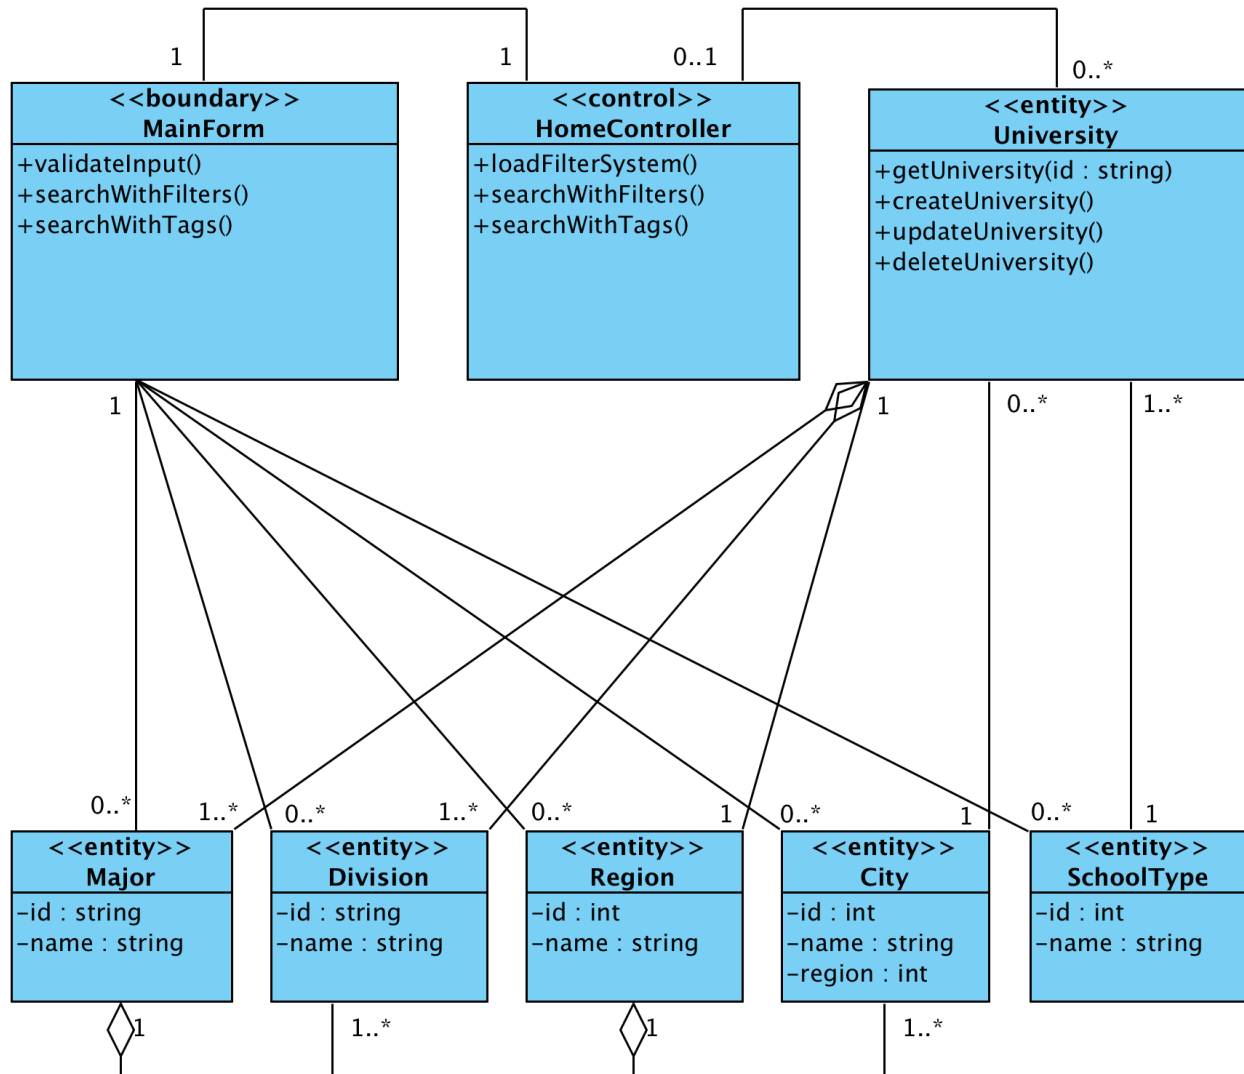 1
1
0..1
0..*
<<boundary>>
MainForm
+validateInput()
+searchWithFilters()
+searchWithTags()
<<control>>
HomeController
+loadFilterSystem()
+searchWithFilters()
+searchWithTags()
<<entity>>
University
+getUniversity(id : string)
+createUniversity()
+updateUniversity()
+deleteUniversity()
1
1
0..*
1..*
0..*
1..*
0..*
1..*
0..*
1
0..*
1
0..*
1
<<entity>>
Major
-id : string
-name : string
<<entity>>
Division
-id : string
-name : string
<<entity>>
Region
-id : int
-name : string
<<entity>>
City
-id : int
-name : string
-region : int
<<entity>>
SchoolType
-id : int
-name : string
1
1..*
1
1..*